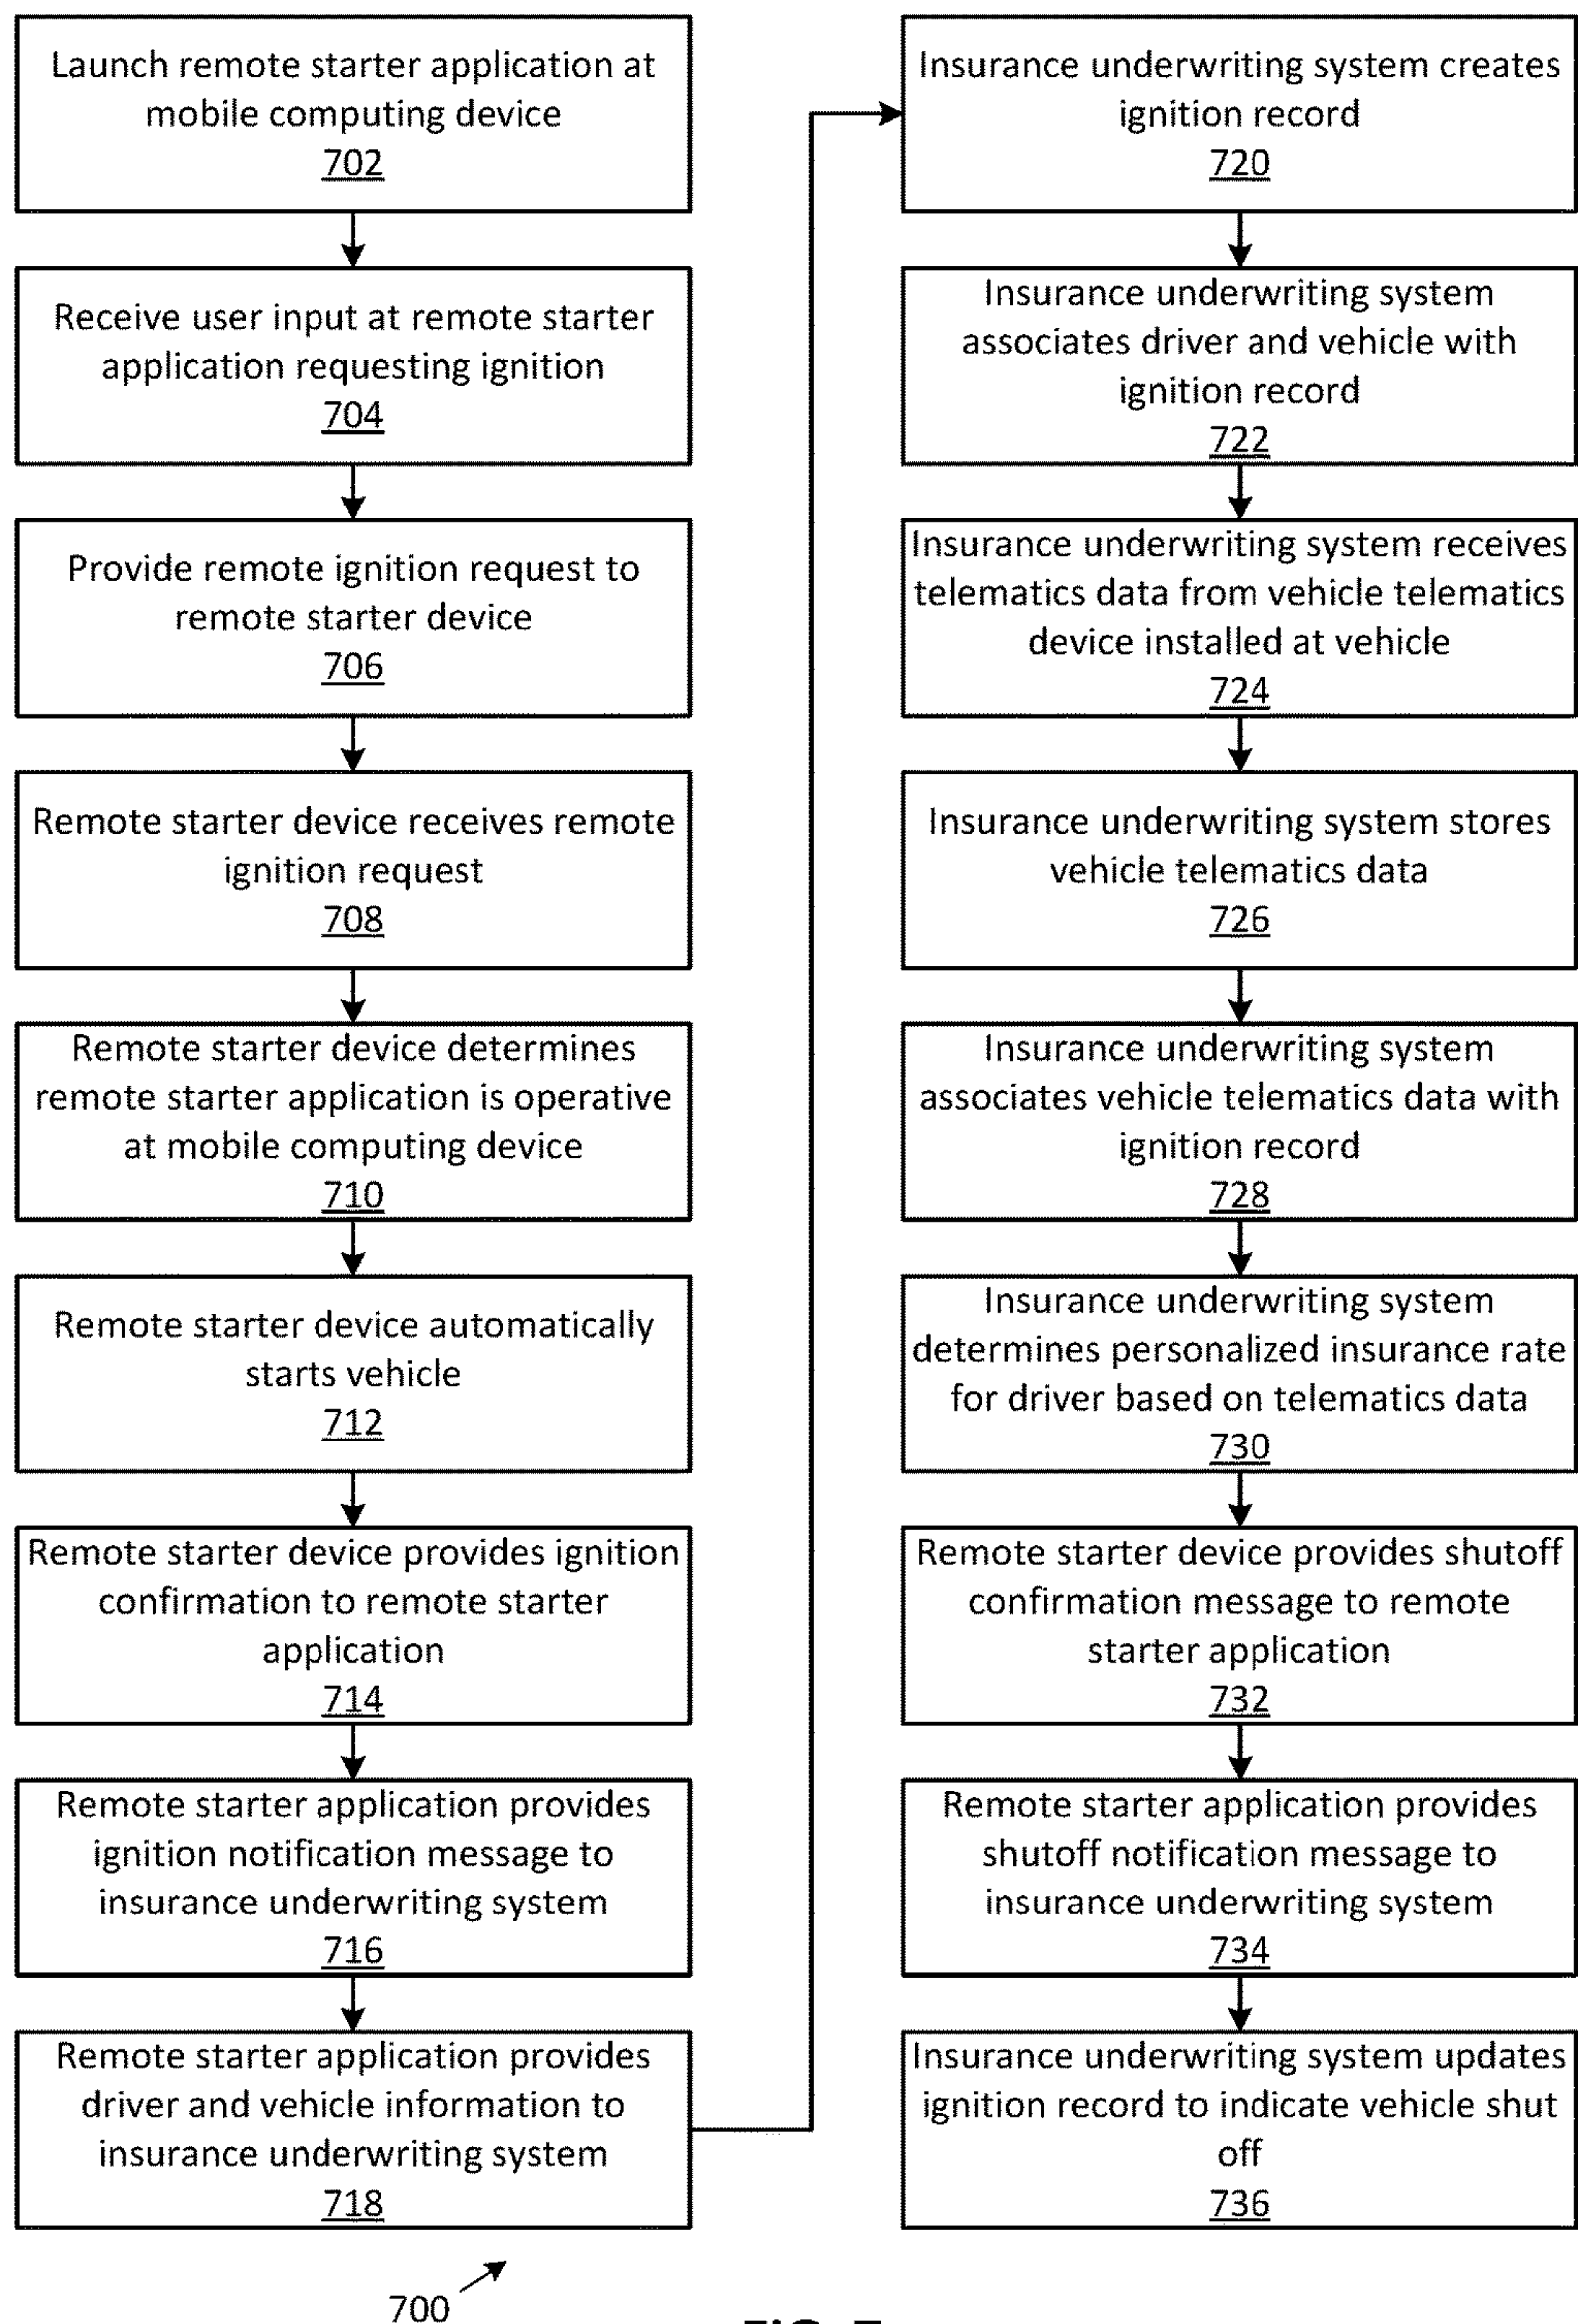 Launch remote starter application at
mobile computing device
702
Receive user input at remote starter
application requesting ignition
704
Provide remote ignition request to
remote starter device
706
Remote starter device receives remote
ignition request
708
Remote starter device determines
remote starter application is operative
at mobile computing device
710
Remote starter device automatically
starts vehicle
712
Remote starter device provides ignition
confirmation to remote starter
application
714
Remote starter application provides
ignition notification message to
insurance underwriting system
716
Remote starter application provides
driver and vehicle information to
insurance underwriting system
718
Insurance underwriting system creates
ignition record
720
Insurance underwriting system
associates driver and vehicle with
ignition record
722
Insurance underwriting system receives
telematics data from vehicle telematics
device installed at vehicle
724
Insurance underwriting system stores
vehicle telematics data
726
Insurance underwriting system
associates vehicle telematics data with
ignition record
728
Insurance underwriting system
determines personalized insurance rate
for driver based on telematics data
730
Remote starter device provides shutoff
confirmation message to remote
starter application
732
Remote starter application provides
shutoff notification message to
insurance underwriting system
734
Insurance underwriting system updates
ignition record to indicate vehicle shut
off
736
700